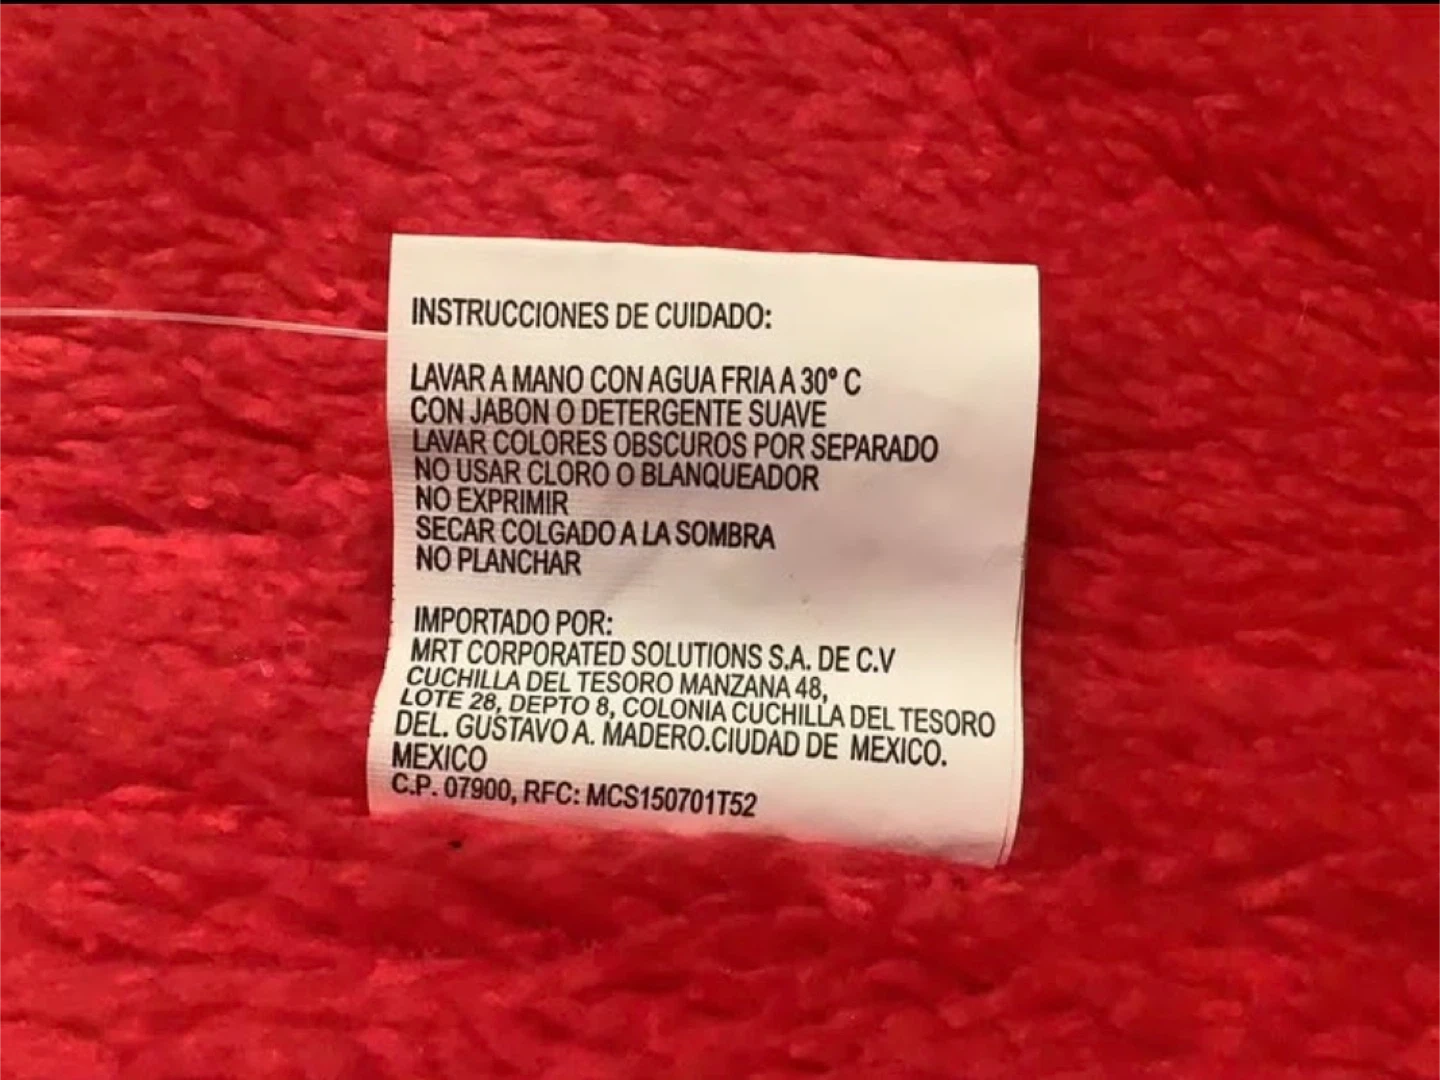 INSTRUCCIONES DE CUIDADO:
LAVAR A MANO CON AGUA FRIA A 30° C
CON JABON O DETERGENTE SUAVE
LAVAR COLORES OBSCUROS POR SEPARADO
NO USAR CLORO O BLANQUEADOR
NO EXPRIMIR
SECAR COLGADO A LA SOMBRA
NO PLANCHAR
IMPORTADO POR:
MRT CORPORATED SOLUTIONS S.A. DE C.V
CUCHILLA DEL TESORO MANZANA 48,
LOTE 28, DEPTO 8, COLONIA CUCHILLA DEL TESORO
DEL. GUSTAVO A. MADERO.CIUDAD DE MEXICO.
MEXICO
C.P. 07900, RFC: MCS150701T52